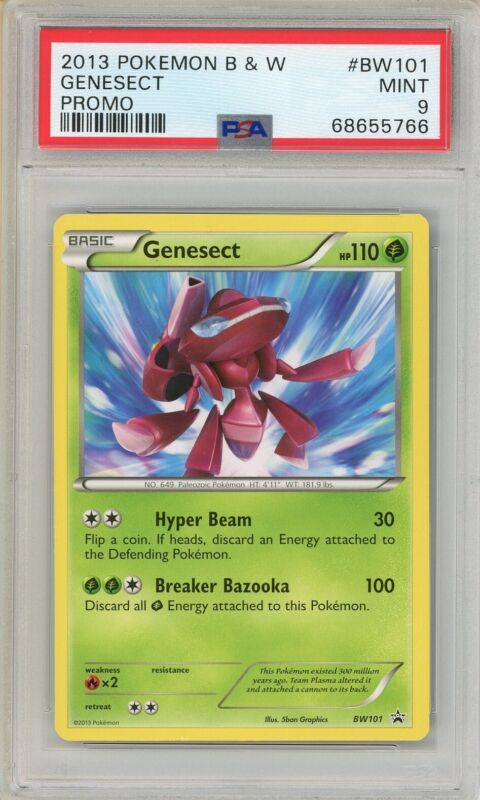 2013 POKEMON B & W #BW101
GENESECT MINT
PROMO 9
PSA 68655766
BASIC Genesect HP110
NO. 649 Paleozoic Pokémon HT: 4'11" WT: 181.9 lbs.
Hyper Beam 30
Flip a coin. If heads, discard an Energy attached to
the Defending Pokémon.
Breaker Bazooka 100
Discard all Energy attached to this Pokémon.
weakness resistance
×2
retreat
This Pokémon existed 300 million
years ago. Team Plasma altered it
and attached a cannon to its back.
©2013 Pokémon Illus. 5ban Graphics BW101